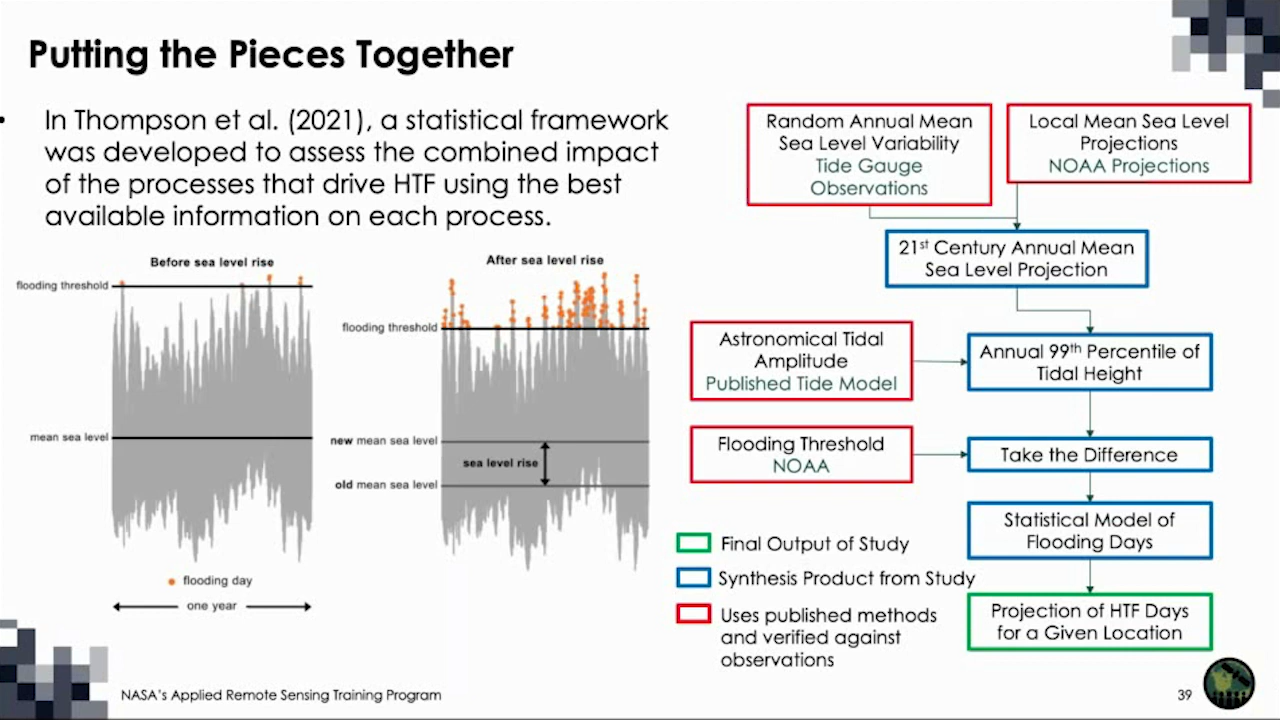 Putting the Pieces Together
• In Thompson et al. (2021), a statistical framework
was developed to assess the combined impact
of the processes that drive HTF using the best
available information on each process.
Before sea level rise
flooding threshold
mean sea level
flooding day
one year
After sea level rise
flooding threshold
new mean sea level
sea level rise
old mean sea level
Random Annual Mean
Sea Level Variability
Tide Gauge
Observations
Local Mean Sea Level
Projections
NOAA Projections
21st Century Annual Mean
Sea Level Projection
Astronomical Tidal
Amplitude
Published Tide Model
Annual 99th Percentile of
Tidal Height
Flooding Threshold
NOAA
Take the Difference
Statistical Model of
Flooding Days
Projection of HTF Days
for a Given Location
Final Output of Study
Synthesis Product from Study
Uses published methods
and verified against
observations
NASA's Applied Remote Sensing Training Program
39